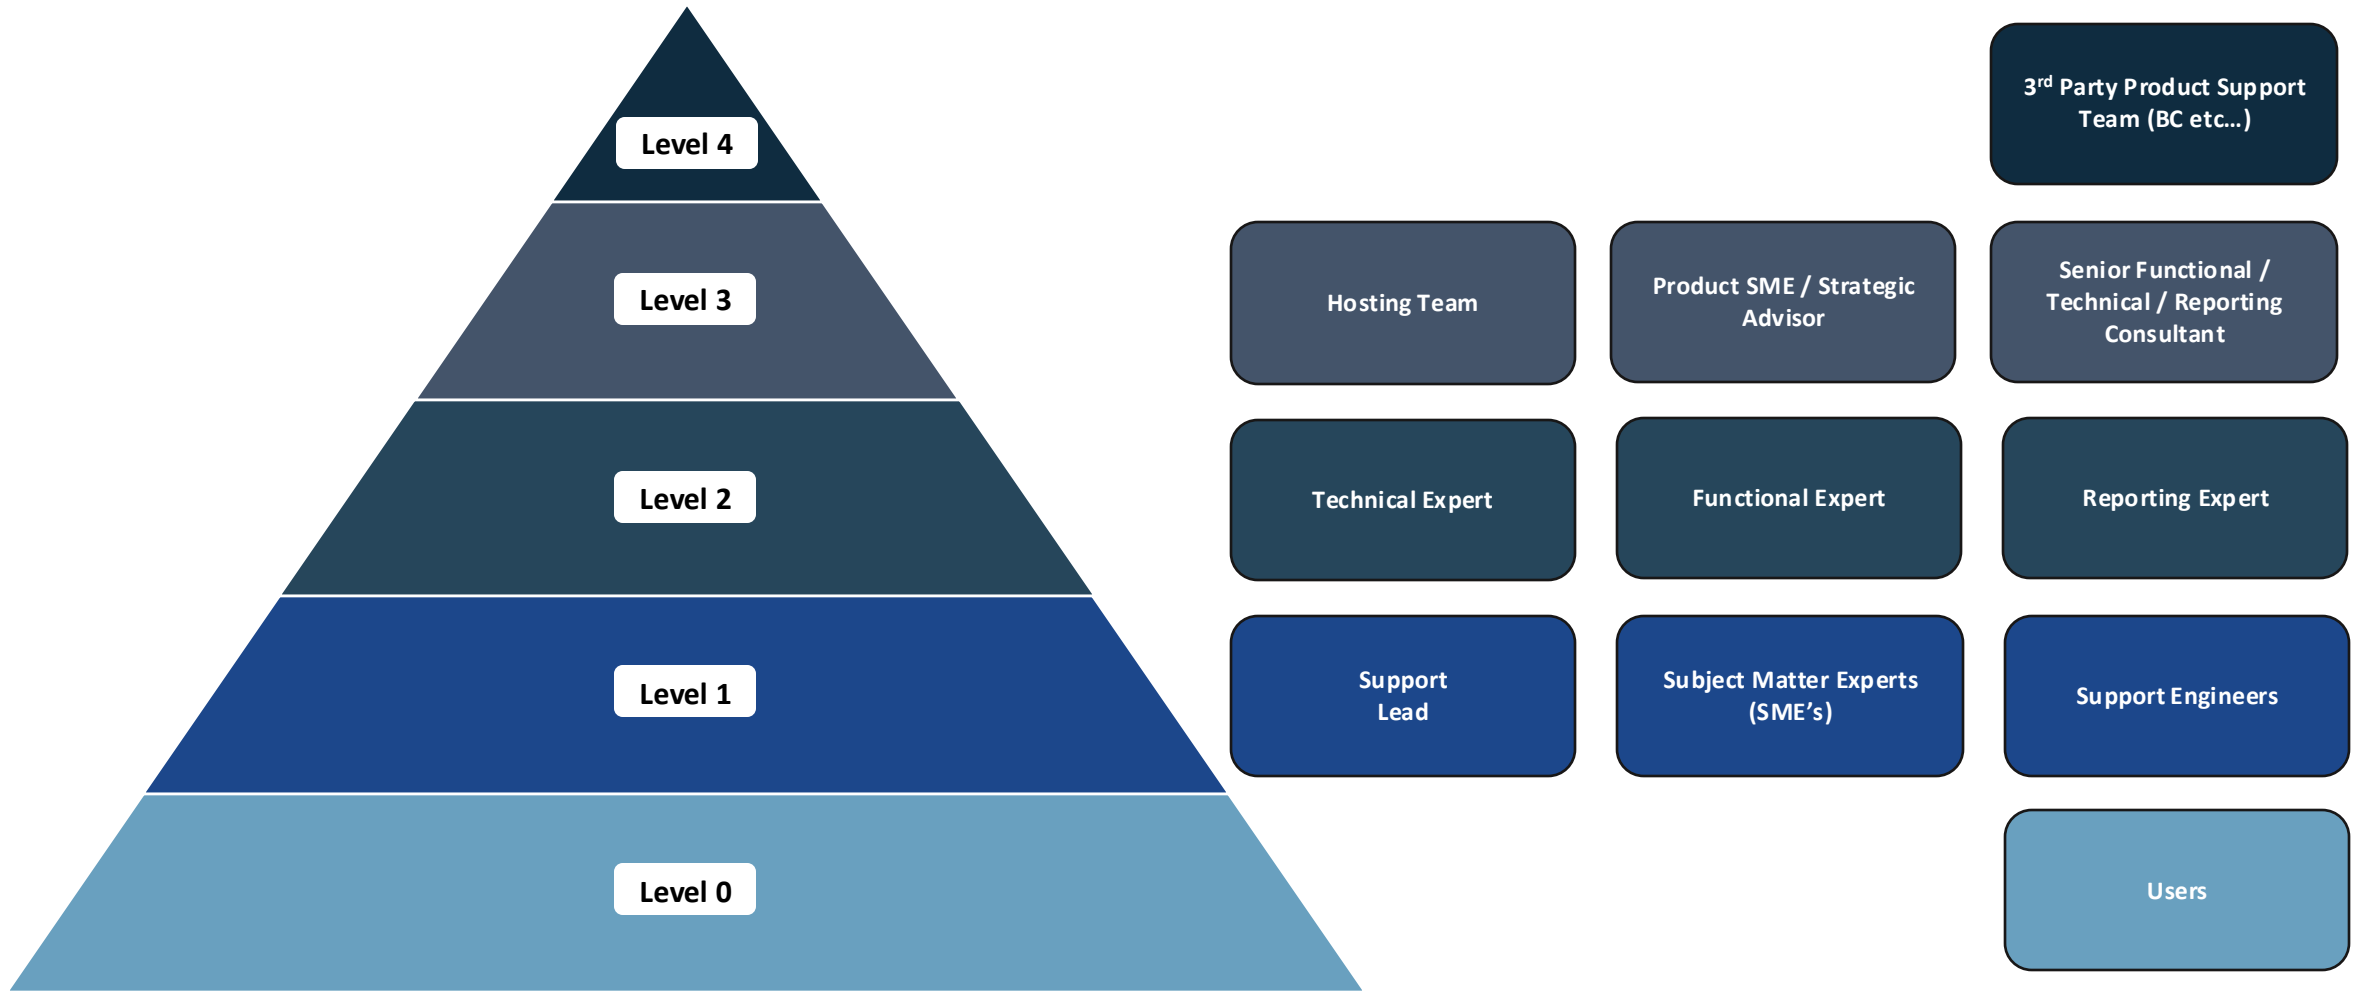 Level 4
3rd Party Product Support
Team (BC etc...)
Level 3
Hosting Team
Product SME / Strategic
Advisor
Senior Functional /
Technical / Reporting
Consultant
Level 2
Technical Expert
Functional Expert
Reporting Expert
Level 1
Support
Lead
Subject Matter Experts
(SME’s)
Support Engineers
Level 0
Users